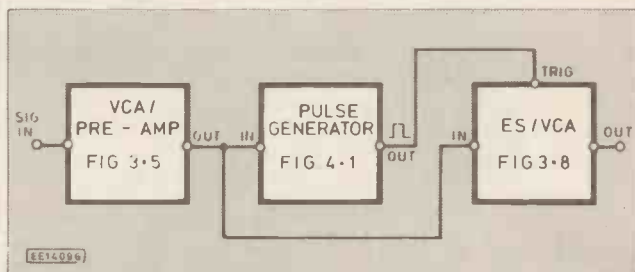 SIG
IN
VCA/
PRE - AMP
FIG 3·5
OUT
IN
PULSE
GENERATOR
FIG 4·1
OUT
TRIG
IN
ES/VCA
FIG 3·8
OUT
EE1409G